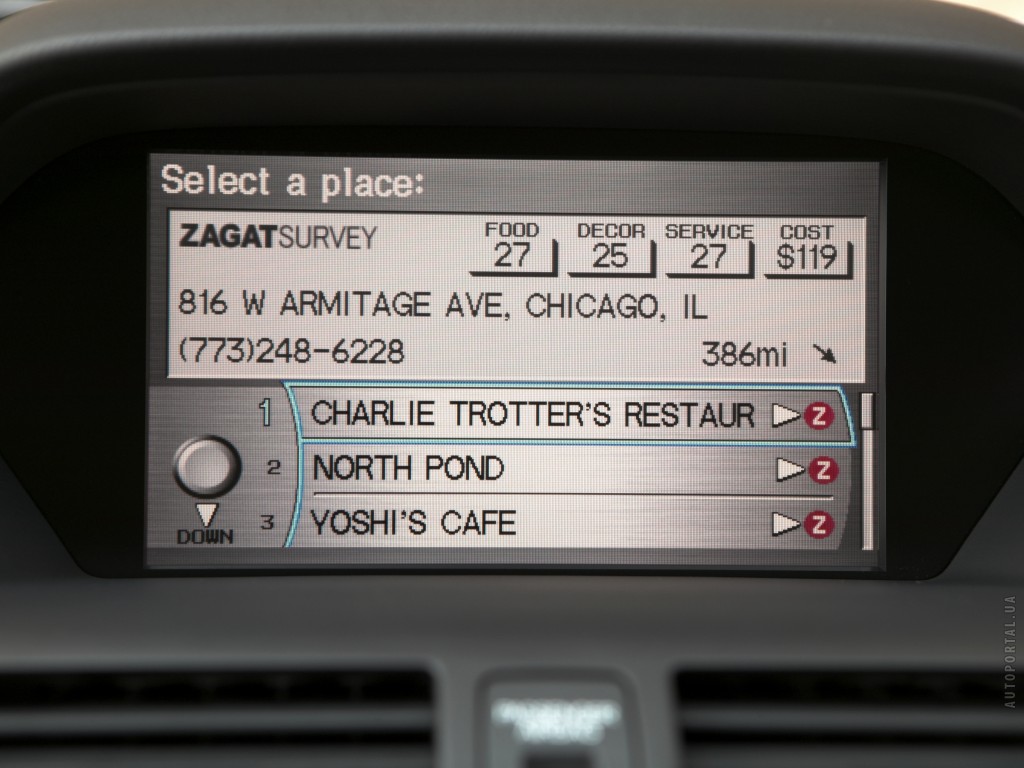 Select a place:
ZAGATSURVEY
FOOD DECOR SERVICE COST
27 25 27 $119
816 W ARMITAGE AVE, CHICAGO, IL
(773)248-6228 386mi
1 CHARLIE TROTTER'S RESTAUR Z
2 NORTH POND Z
3 YOSHI'S CAFE Z
DOWN
AUTOPORTAL.UA